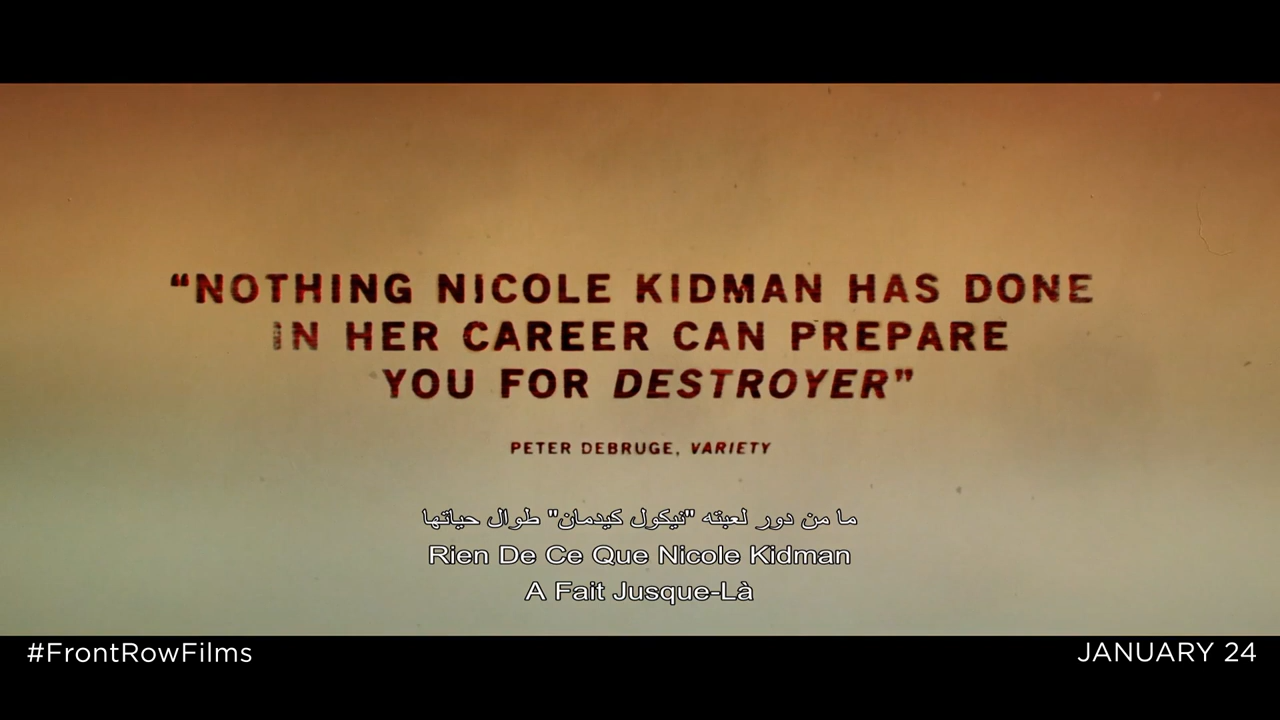 “NOTHING NICOLE KIDMAN HAS DONE
IN HER CAREER CAN PREPARE
YOU FOR DESTROYER”
PETER DEBRUGE, VARIETY
ما من دور لعبته "نيكول كيدمان" طوال حياتها
Rien De Ce Que Nicole Kidman
A Fait Jusque-Là
#FrontRowFilms
JANUARY 24